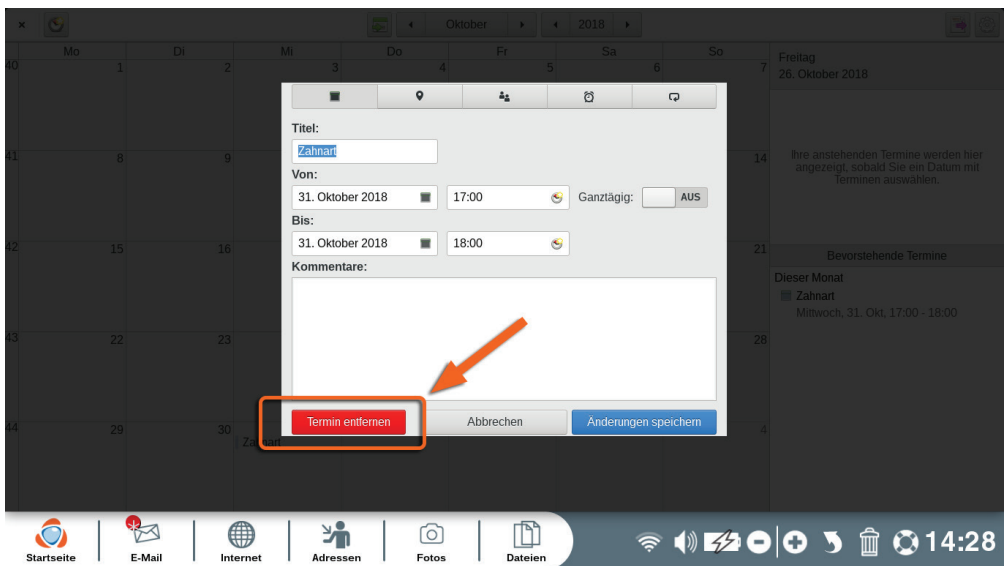 × Oktober 2018
Mo Di Mi Do Fr Sa So
40 1 2 3 4 5 6 7
41 8 9 14
42 15 16 21
43 22 23 28
44 29 30 4
Zahnart
Titel:
Zahnart
Von:
31. Oktober 2018 17:00 Ganztägig: AUS
Bis:
31. Oktober 2018 18:00
Kommentare:
Termin entfernen Abbrechen Änderungen speichern
Freitag
26. Oktober 2018
Ihre anstehenden Termine werden hier
angezeigt, sobald Sie ein Datum mit
Terminen auswählen.
Bevorstehende Termine
Dieser Monat
Zahnart
Mittwoch, 31. Okt, 17:00 - 18:00
Startseite E-Mail Internet Adressen Fotos Dateien 14:28